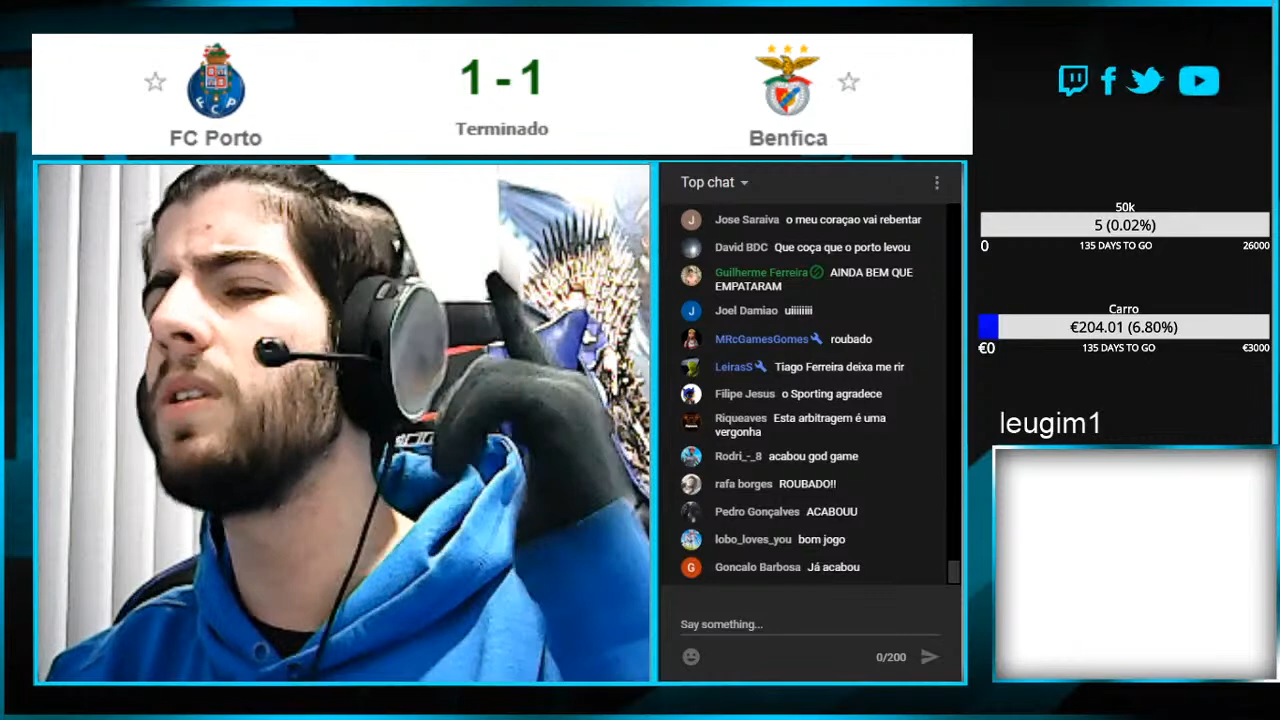 1 - 1
Terminado
FC Porto
Benfica
FCP
Top chat
Jose Saraiva o meu coraçao vai rebentar
David BDC Que coça que o porto levou
Guilherme Ferreira AINDA BEM QUE
EMPATARAM
Joel Damiao uiiiiiiii
MRcGamesGomes roubado
LeirasS Tiago Ferreira deixa me rir
Filipe Jesus o Sporting agradece
Riqueaves Esta arbitragem é uma
vergonha
Rodri_-_8 acabou god game
rafa borges ROUBADO!!
Pedro Gonçalves ACABOUU
lobo_loves_you bom jogo
Goncalo Barbosa Já acabou
Say something...
0/200
50k
5 (0.02%)
0 135 DAYS TO GO 26000
Carro
€204.01 (6.80%)
€0 135 DAYS TO GO €3000
leugim1